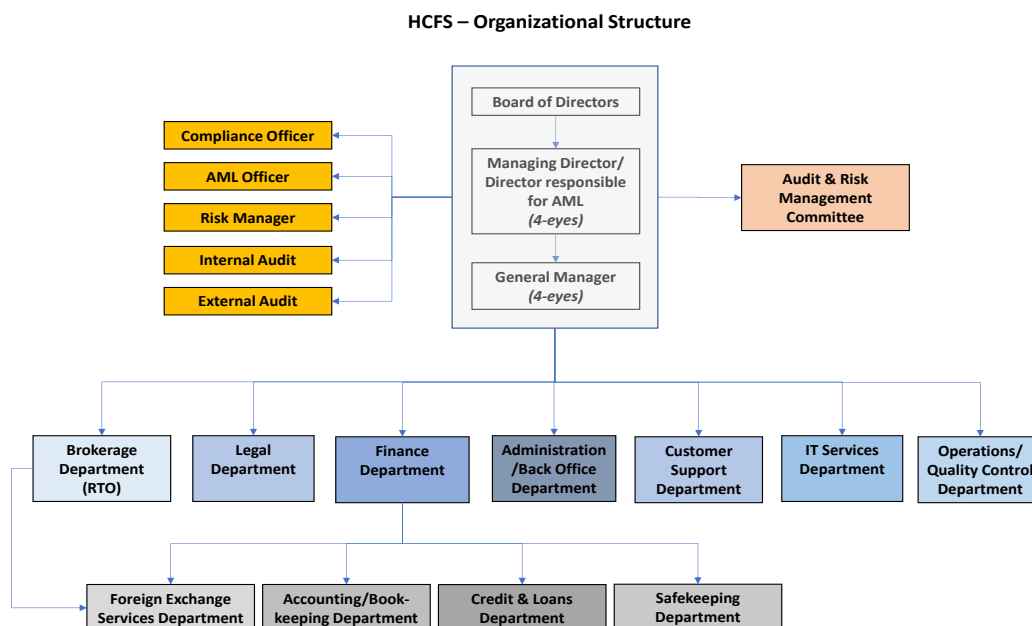 HCFS – Organizational Structure
Board of Directors
Compliance Officer
AML Officer
Risk Manager
Internal Audit
External Audit
Managing Director/
Director responsible
for AML
(4-eyes)
Audit & Risk
Management
Committee
General Manager
(4-eyes)
Brokerage
Department
(RTO)
Legal
Department
Finance
Department
Administration
/Back Office
Department
Customer
Support
Department
IT Services
Department
Operations/
Quality Control
Department
Foreign Exchange
Services Department
Accounting/Book-
keeping Department
Credit & Loans
Department
Safekeeping
Department